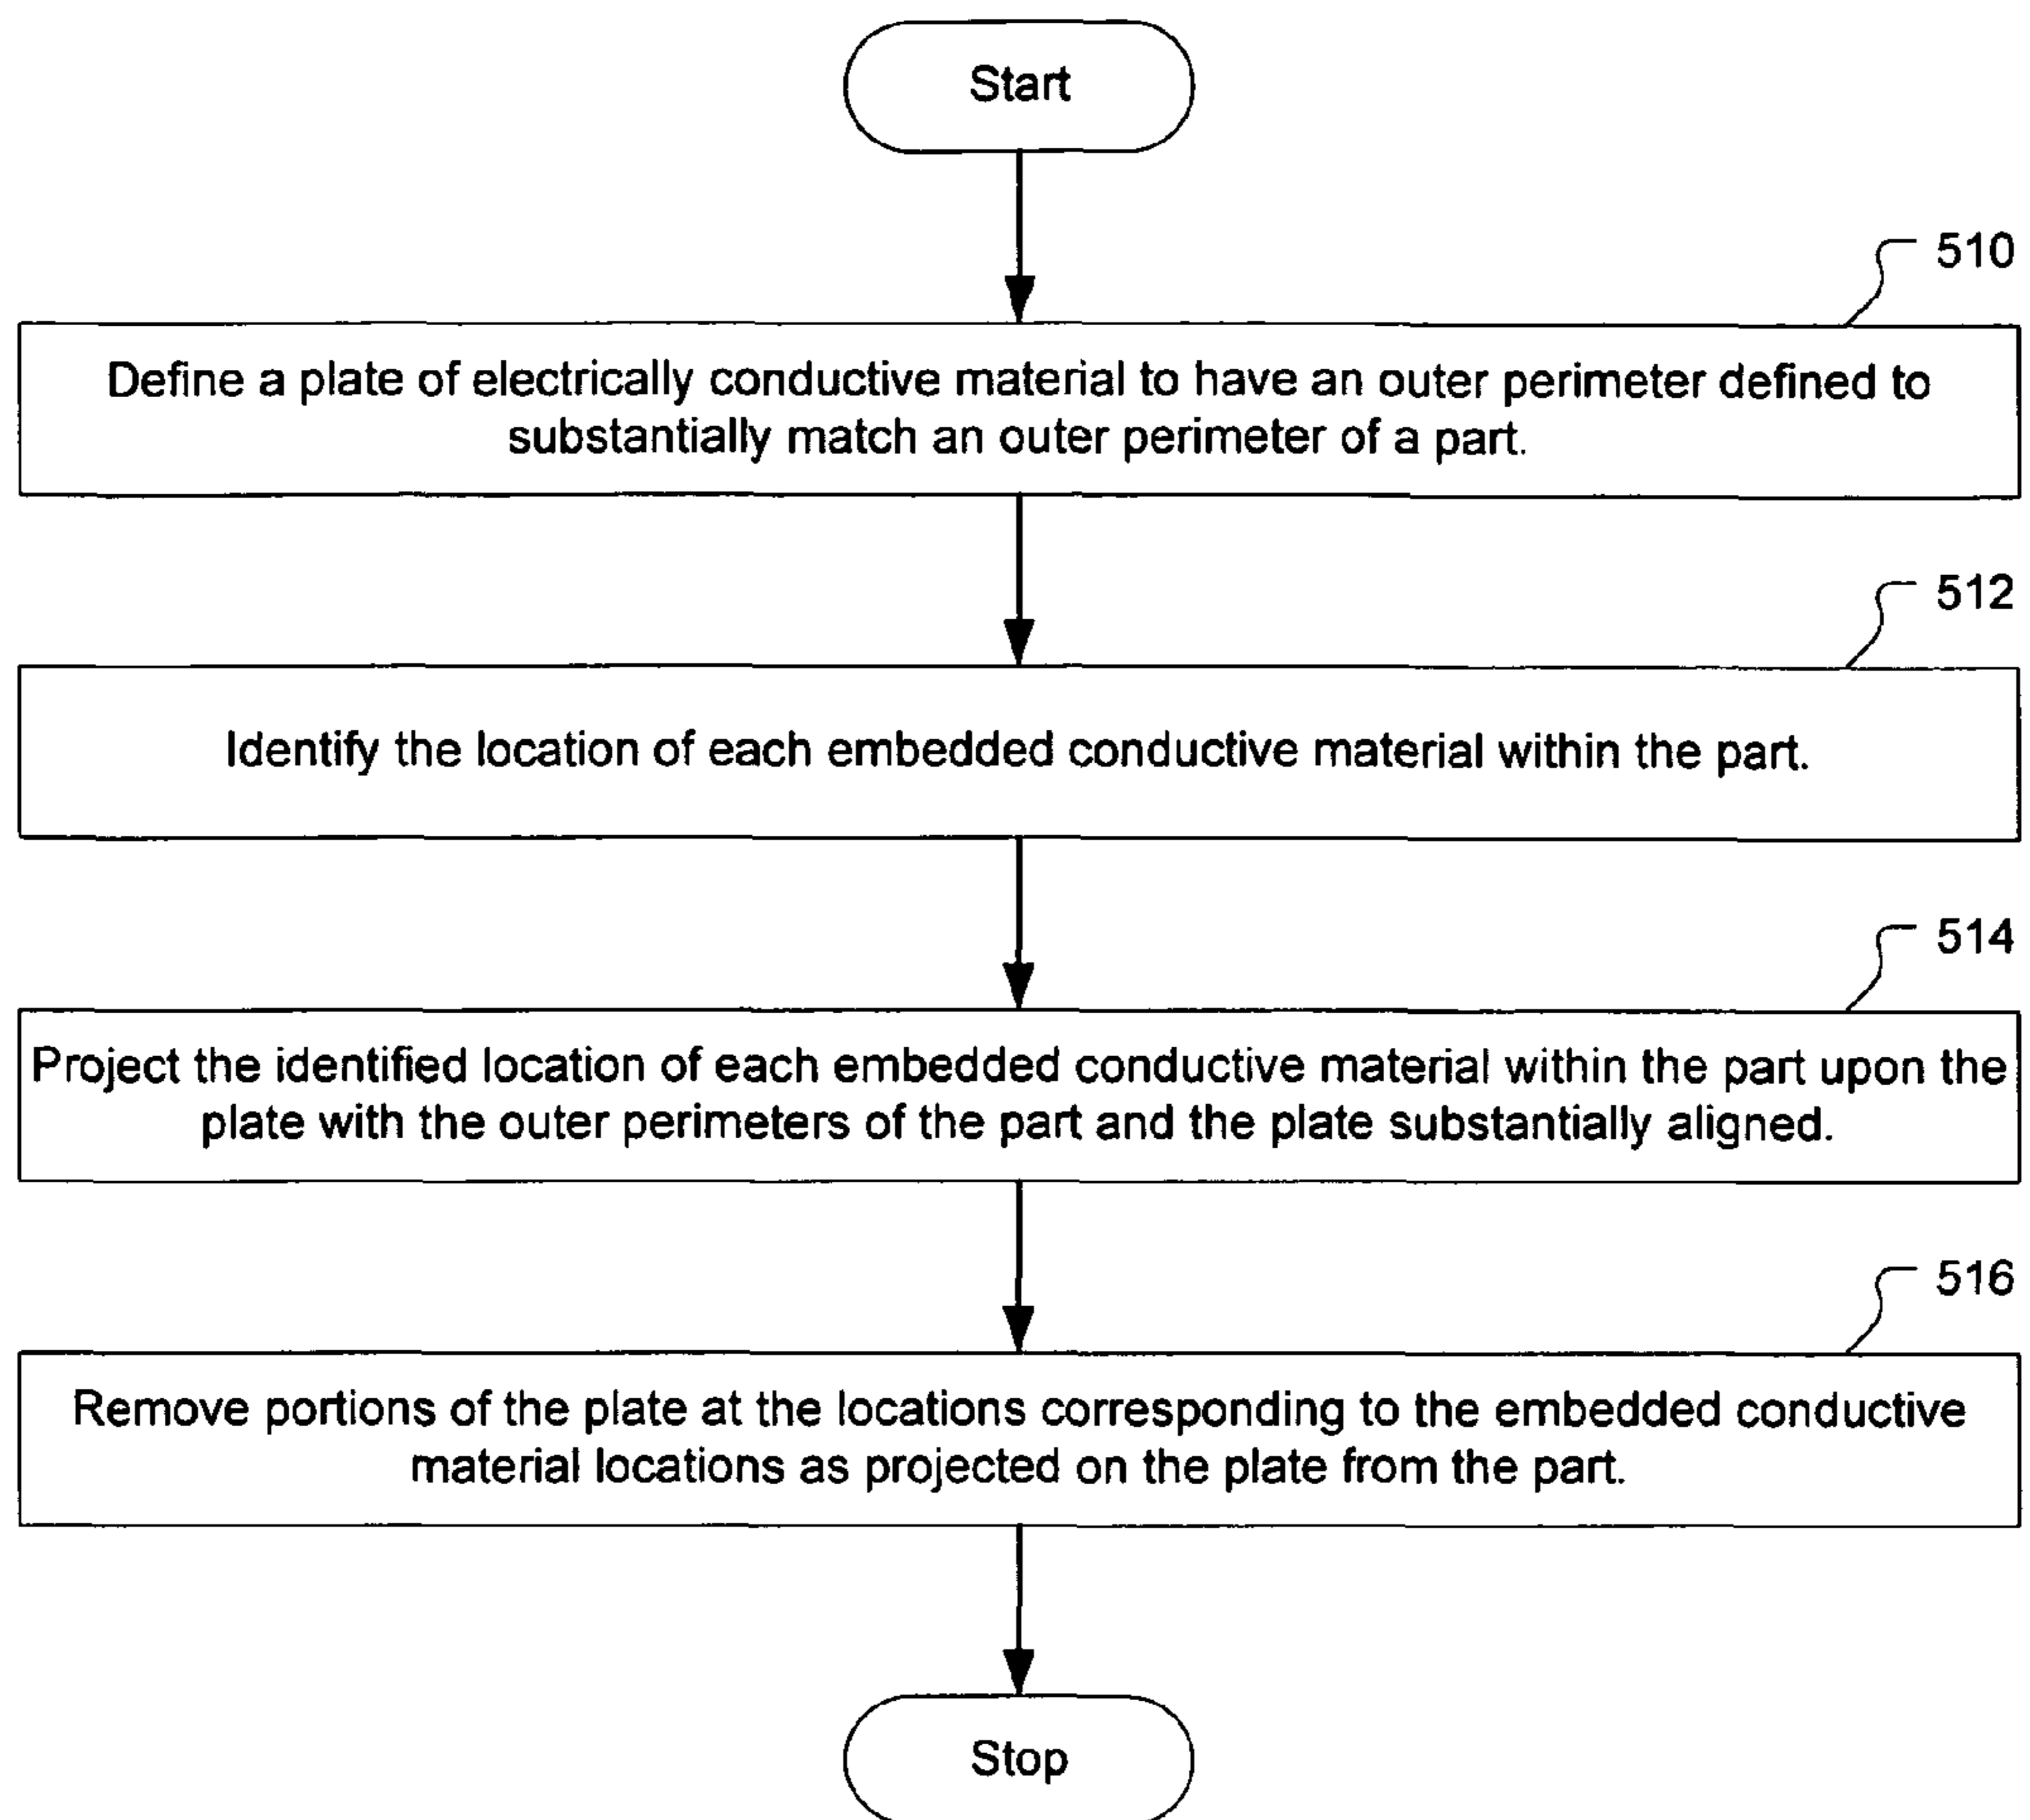 Start
510
Define a plate of electrically conductive material to have an outer perimeter defined to
substantially match an outer perimeter of a part.
512
Identify the location of each embedded conductive material within the part.
514
Project the identified location of each embedded conductive material within the part upon the
plate with the outer perimeters of the part and the plate substantially aligned.
516
Remove portions of the plate at the locations corresponding to the embedded conductive
material locations as projected on the plate from the part.
Stop